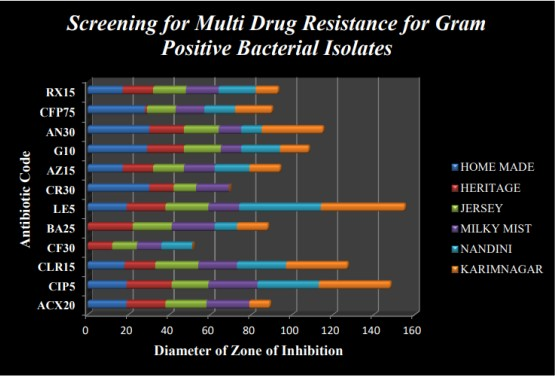 Screening for Multi Drug Resistance for Gram
Positive Bacterial Isolates
Antibiotic Code
RX15
CFP75
AN30
G10
AZ15
CR30
LE5
BA25
CF30
CLR15
CIP5
ACX20
0 20 40 60 80 100 120 140 160
Diameter of Zone of Inhibition
HOME MADE
HERITAGE
JERSEY
MILKY MIST
NANDINI
KARIMNAGAR